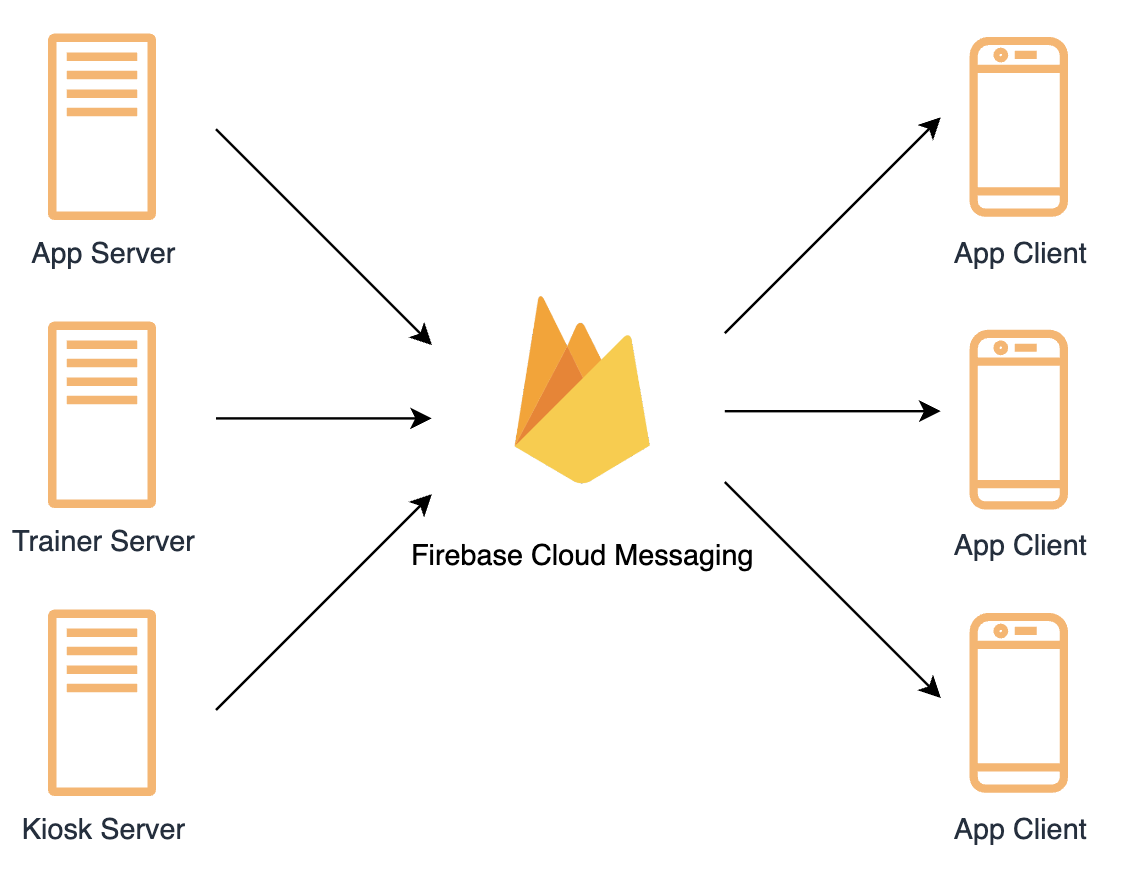 App Server
App Client
Trainer Server
App Client
Firebase Cloud Messaging
Kiosk Server
App Client